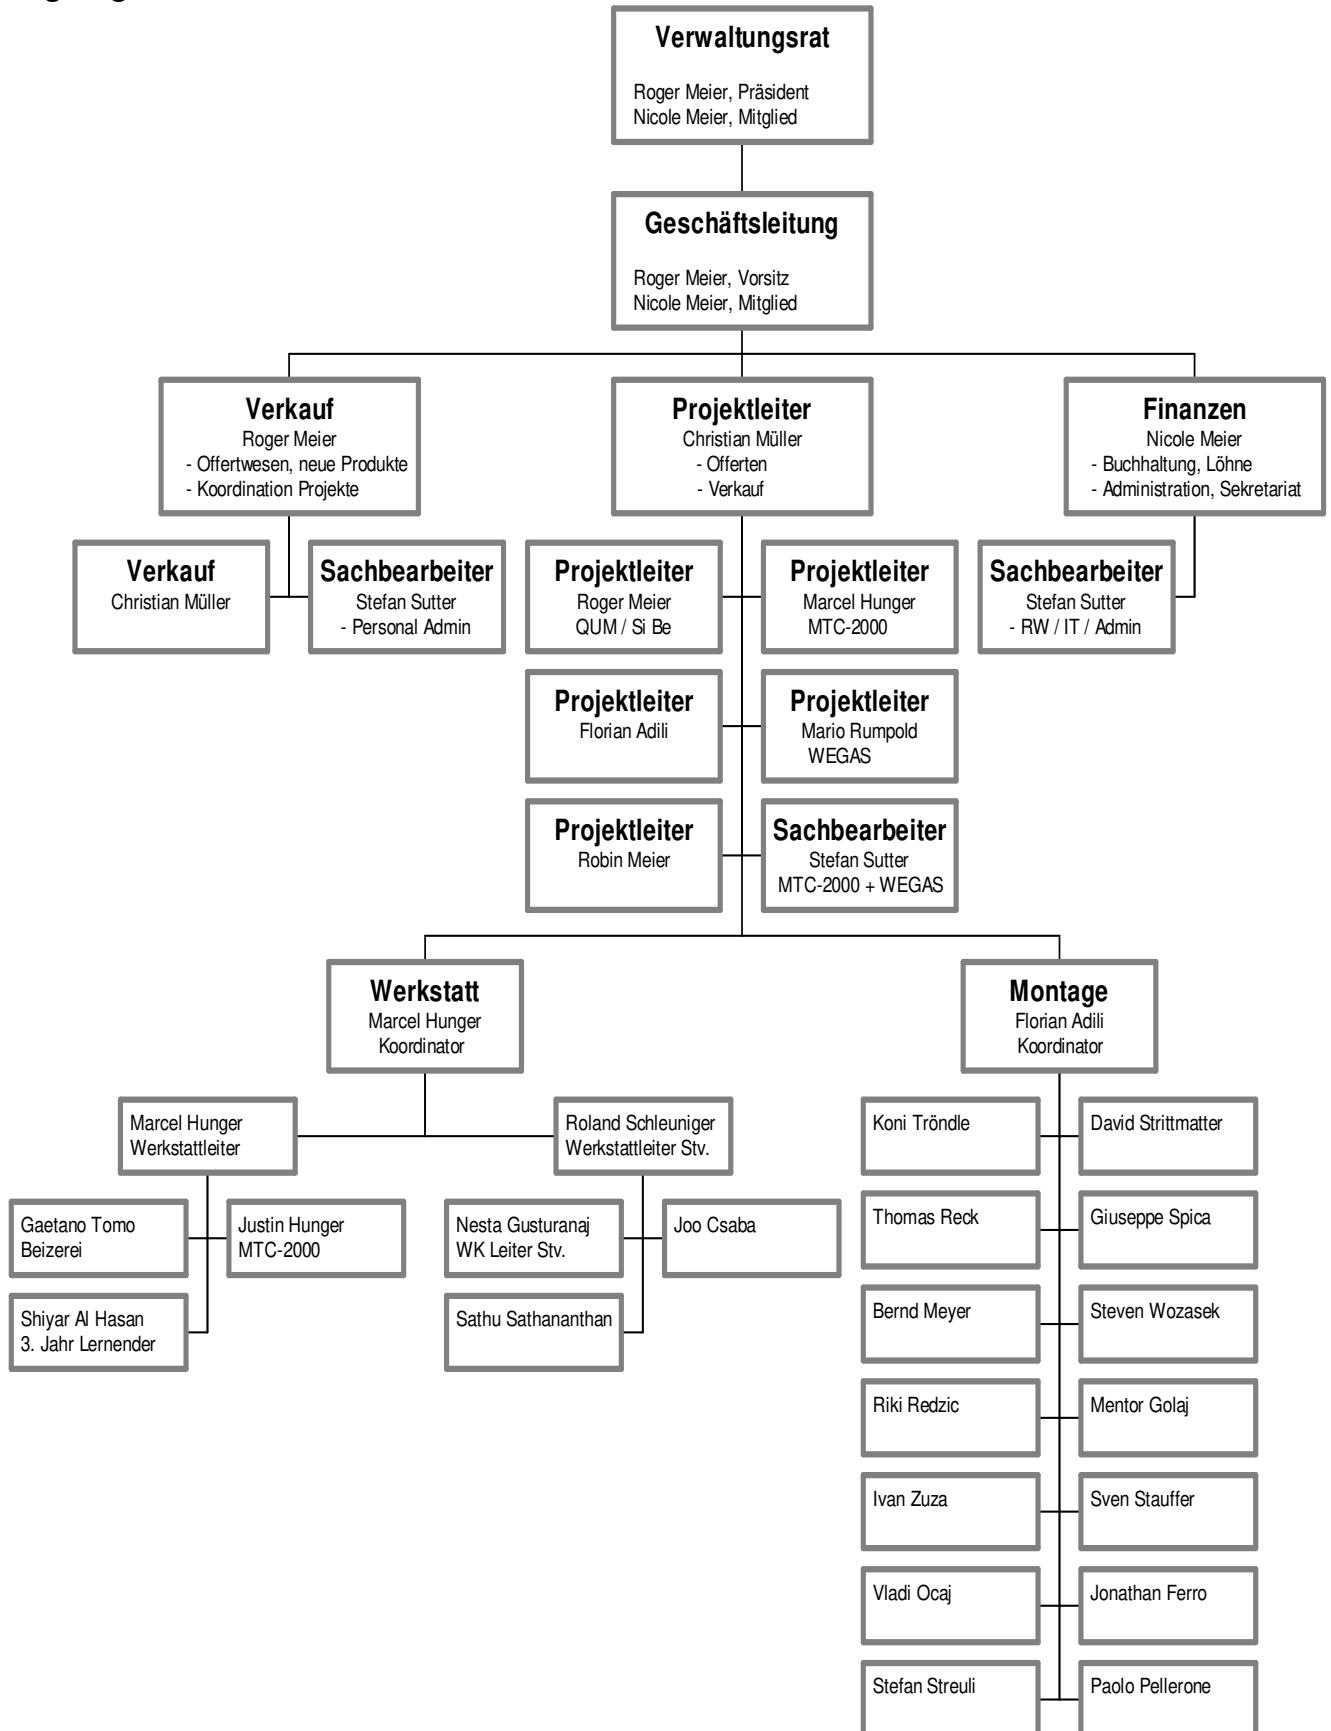 Verwaltungsrat
Roger Meier, Präsident
Nicole Meier, Mitglied
Geschäftsleitung
Roger Meier, Vorsitz
Nicole Meier, Mitglied
Verkauf
Roger Meier
- Offertwesen, neue Produkte
- Koordination Projekte
Projektleiter
Christian Müller
- Offerten
- Verkauf
Finanzen
Nicole Meier
- Buchhaltung, Löhne
- Administration, Sekretariat
Verkauf
Christian Müller
Sachbearbeiter
Stefan Sutter
- Personal Admin
Projektleiter
Roger Meier
QUM / Si Be
Projektleiter
Marcel Hunger
MTC-2000
Sachbearbeiter
Stefan Sutter
- RW / IT / Admin
Projektleiter
Florian Adili
Projektleiter
Mario Rumpold
WEGAS
Projektleiter
Robin Meier
Sachbearbeiter
Stefan Sutter
MTC-2000 + WEGAS
Werkstatt
Marcel Hunger
Koordinator
Montage
Florian Adili
Koordinator
Marcel Hunger
Werkstattleiter
Roland Schleuniger
Werkstattleiter Stv.
Gaetano Tomo
Beizerei
Justin Hunger
MTC-2000
Nesta Gusturanaj
WK Leiter Stv.
Joo Csaba
Shiyar Al Hasan
3. Jahr Lernender
Sathu Sathananthan
Koni Tröndle
David Strittmatter
Thomas Reck
Giuseppe Spica
Bernd Meyer
Steven Wozasek
Riki Redzic
Mentor Golaj
Ivan Zuza
Sven Stauffer
Vladi Ocaj
Jonathan Ferro
Stefan Streuli
Paolo Pellerone